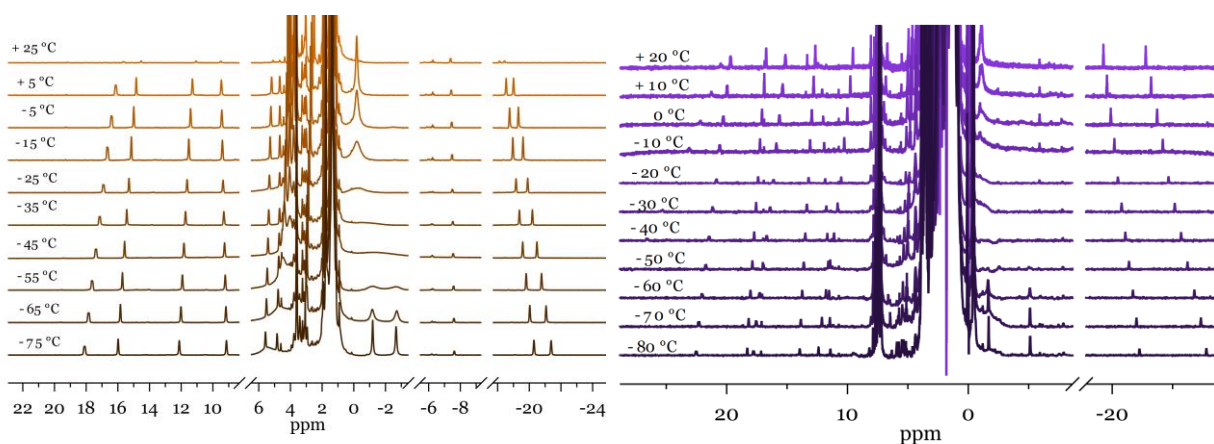 + 25 °C
+ 5 °C
- 5 °C
- 15 °C
- 25 °C
- 35 °C
- 45 °C
- 55 °C
- 65 °C
- 75 °C
22 20 18 16 14 12 10 6 4 2 0 -2 -6 -8 -20 -24
ppm
+ 20 °C
+ 10 °C
0 °C
- 10 °C
- 20 °C
- 30 °C
- 40 °C
- 50 °C
- 60 °C
- 70 °C
- 80 °C
20 10 0 -20
ppm